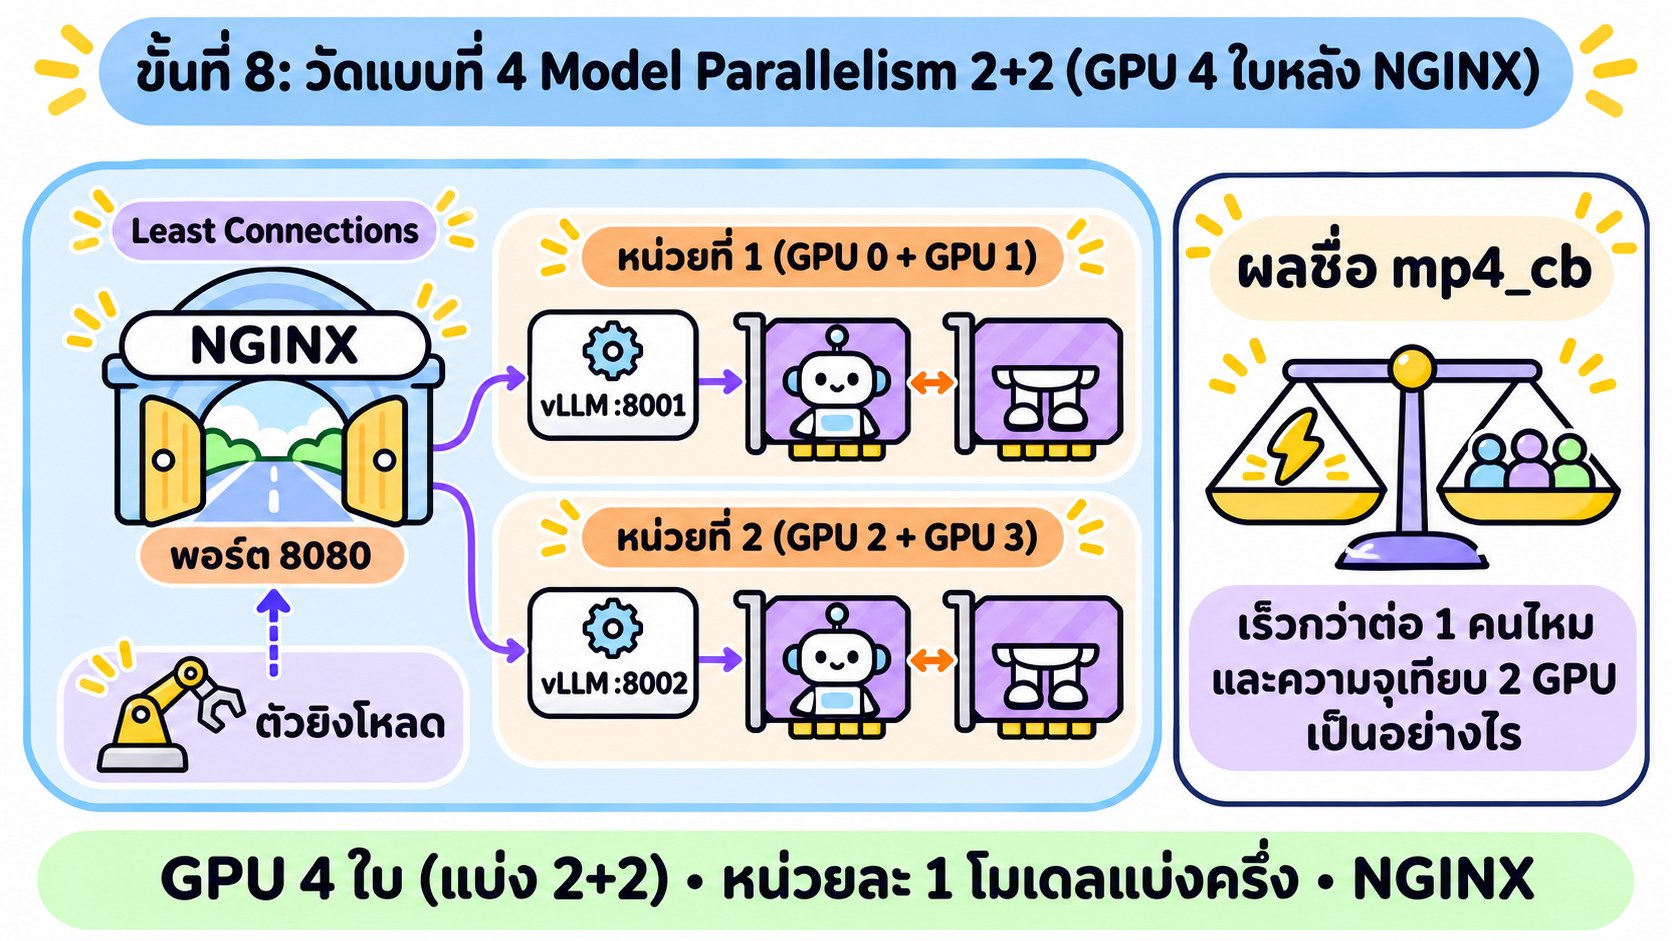 ขั้นที่ 8: วัดแบบที่ 4 Model Parallelism 2+2 (GPU 4 ใบหลัง NGINX)
Least Connections
NGINX
พอร์ต 8080
ตัวยิงโหลด
หน่วยที่ 1 (GPU 0 + GPU 1)
vLLM :8001
หน่วยที่ 2 (GPU 2 + GPU 3)
vLLM :8002
ผลชื่อ mp4_cb
เร็วกว่าต่อ 1 คนไหม
และความจุเทียบ 2 GPU
เป็นอย่างไร
GPU 4 ใบ (แบ่ง 2+2) • หน่วยละ 1 โมเดลแบ่งครึ่ง • NGINX